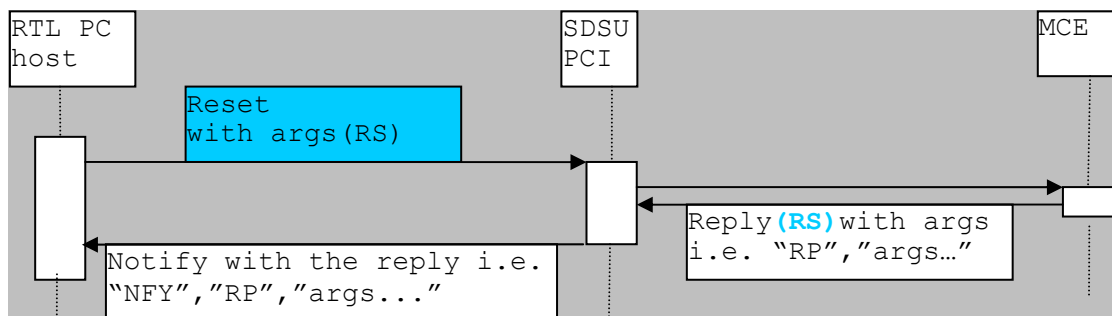 RTL PC
host
SDSU
PCI
MCE
Reset
with args(RS)
Reply(RS)with args
i.e. “RP”,”args…”
Notify with the reply i.e.
“NFY”,”RP”,”args...”